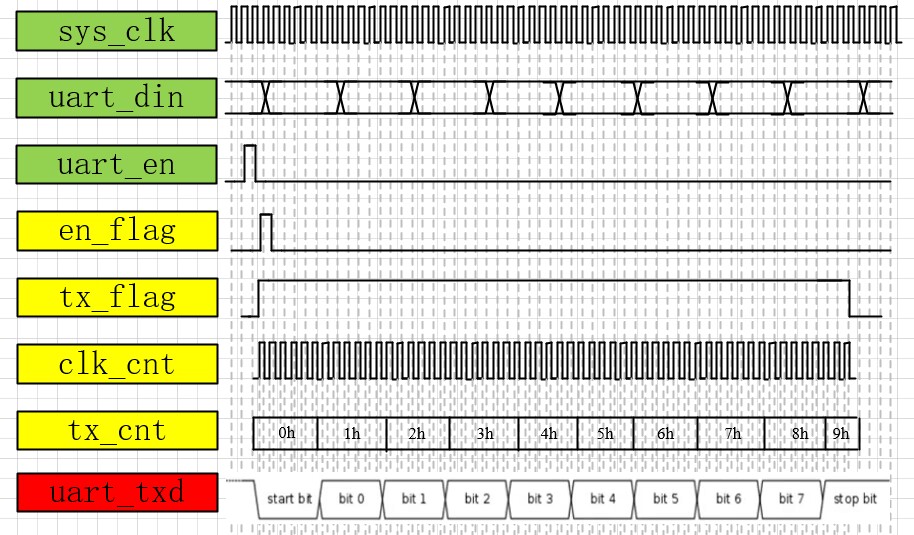 sys_clk
uart_din
uart_en
en_flag
tx_flag
clk_cnt
tx_cnt 0h 1h 2h 3h 4h 5h 6h 7h 8h 9h
uart_txd start bit bit 0 bit 1 bit 2 bit 3 bit 4 bit 5 bit 6 bit 7 stop bit